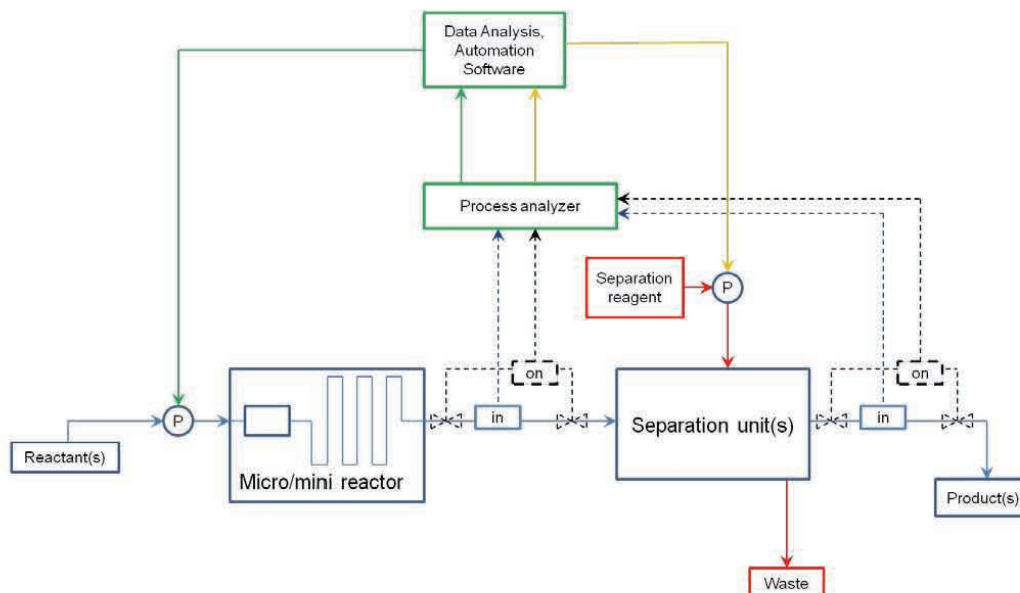 Data Analysis,
Automation
Software
Process analyzer
Separation
reagent
P
on
on
P
in
Separation unit(s)
in
Reactant(s)
Micro/mini reactor
Product(s)
Waste